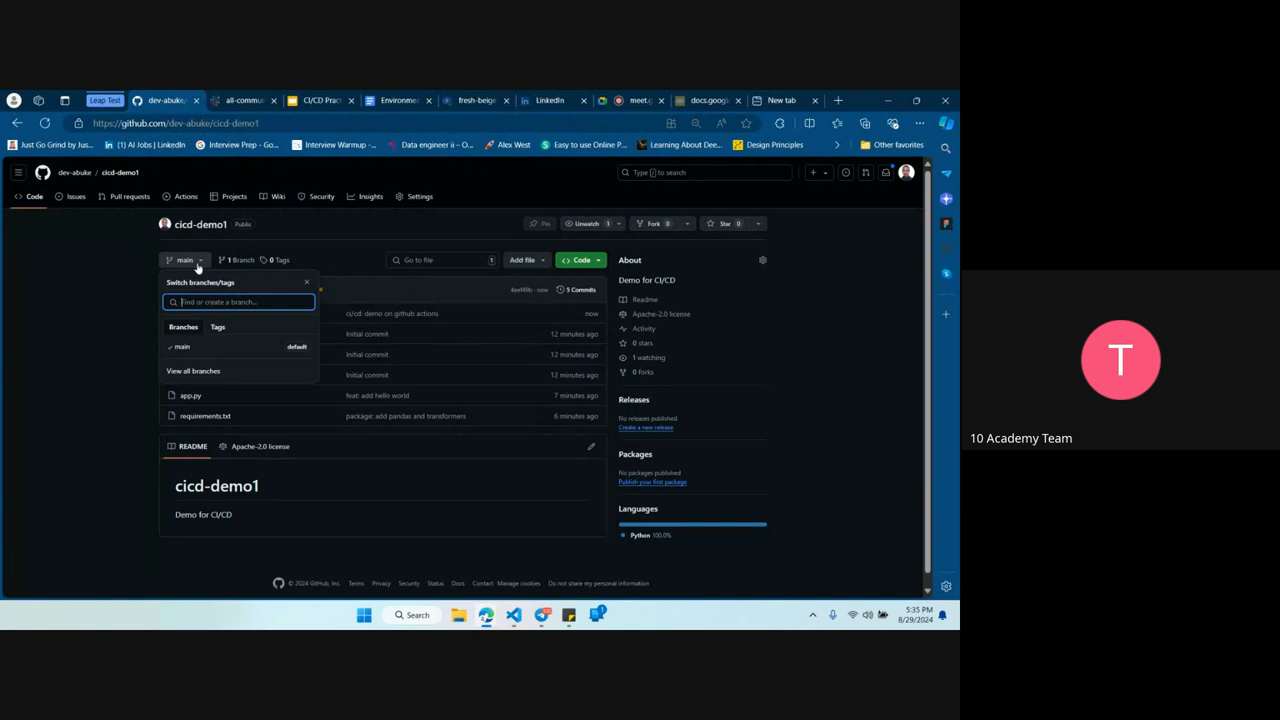 Leap Test
dev-abuke/
all-commun
CI/CD Pract
Environme
fresh-beige
LinkedIn
meet.g
docs.googl
New tab
https://github.com/dev-abuke/cicd-demo1
Just Go Grind by Jus...
(1) AI Jobs | LinkedIn
Interview Prep - Go...
Interview Warmup -...
Data engineer ii – O...
Alex West
Easy to use Online P...
Learning About Dee...
Design Principles
Other favorites
dev-abuke / cicd-demo1
Type / to search
Code
Issues
Pull requests
Actions
Projects
Wiki
Security
Insights
Settings
cicd-demo1 Public
Pin
Unwatch 1
Fork 0
Star 0
main
1 Branch
0 Tags
Go to file t
Add file
Code
About
Switch branches/tags
Demo for CI/CD
now
5 Commits
Find or create a branch...
Readme
ci/cd: demo on github actions
now
Apache-2.0 license
Branches Tags
Activity
Initial commit
12 minutes ago
main default
0 stars
Initial commit
12 minutes ago
1 watching
View all branches
0 forks
Initial commit
12 minutes ago
app.py
feat: add hello world
7 minutes ago
Releases
requirements.txt
package: add pandas and transformers
6 minutes ago
No releases published
Create a new release
README
Apache-2.0 license
Packages
No packages published
Publish your first package
cicd-demo1
Demo for CI/CD
Languages
Python 100.0%
© 2024 GitHub, Inc. Terms Privacy Security Status Docs Contact Manage cookies Do not share my personal information
Search
5:35 PM
8/29/2024
T
10 Academy Team